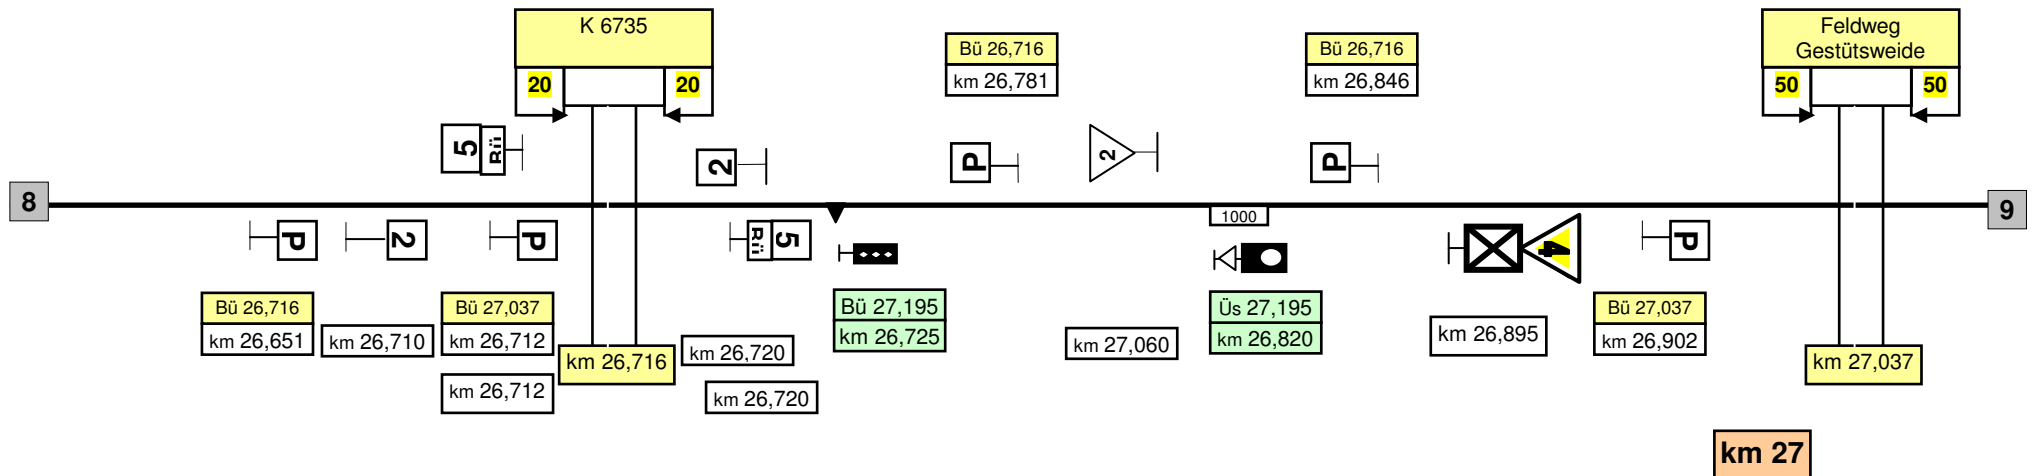 K 6735
20
20
Bü 26,716
km 26,781
Bü 26,716
km 26,846
Feldweg
Gestütsweide
50
50
5
Bü
2
P
2
P
8
9
1000
P
2
P
Bü
5
4
P
Bü 26,716
km 26,651
km 26,710
Bü 27,037
km 26,712
km 26,712
km 26,716
km 26,720
km 26,720
Bü 27,195
km 26,725
km 27,060
Üs 27,195
km 26,820
km 26,895
Bü 27,037
km 26,902
km 27,037
km 27